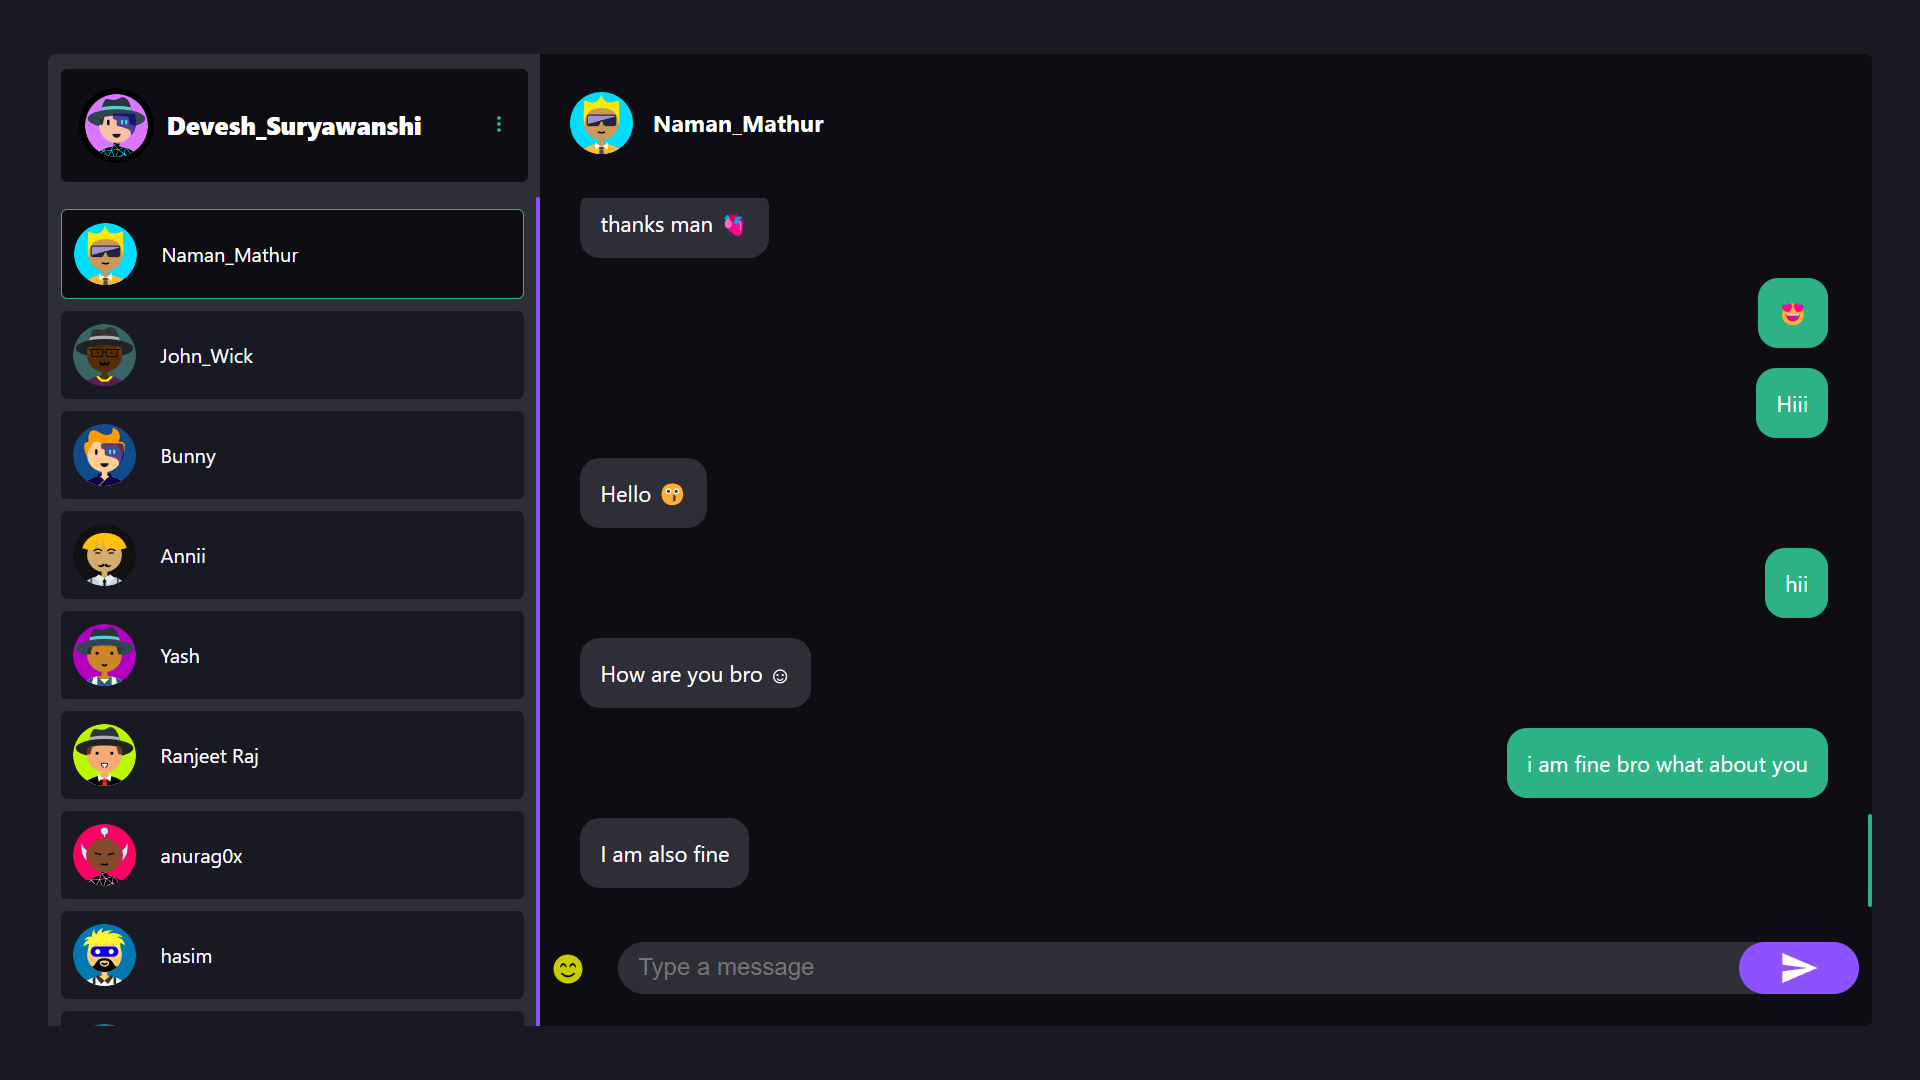 Devesh_Suryawanshi
Naman_Mathur
John_Wick
Bunny
Annii
Yash
Ranjeet Raj
anurag0x
hasim
Naman_Mathur
thanks man 🫀
😍
Hiii
Hello 😙
hii
How are you bro ☺
i am fine bro what about you
I am also fine
Type a message